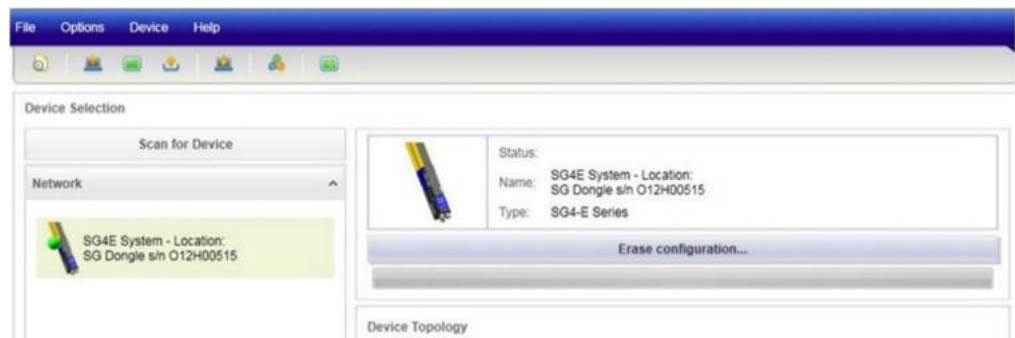 File Options Device Help
Device Selection
Scan for Device
Network
SG4E System - Location:
SG Dongle s/n O12H00515
Status:
Name: SG4E System - Location:
SG Dongle s/n O12H00515
Type: SG4-E Series
Erase configuration...
Device Topology